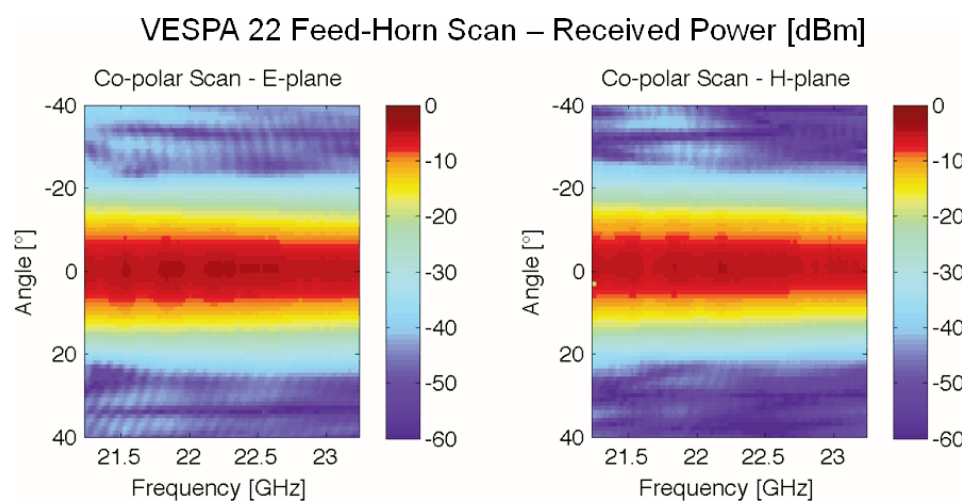 VESPA 22 Feed-Horn Scan – Received Power [dBm]
Co-polar Scan - E-plane
-40
-20
0
20
40
Angle [°]
21.5 22 22.5 23
Frequency [GHz]
0
-10
-20
-30
-40
-50
-60
Co-polar Scan - H-plane
-40
-20
0
20
40
Angle [°]
21.5 22 22.5 23
Frequency [GHz]
0
-10
-20
-30
-40
-50
-60